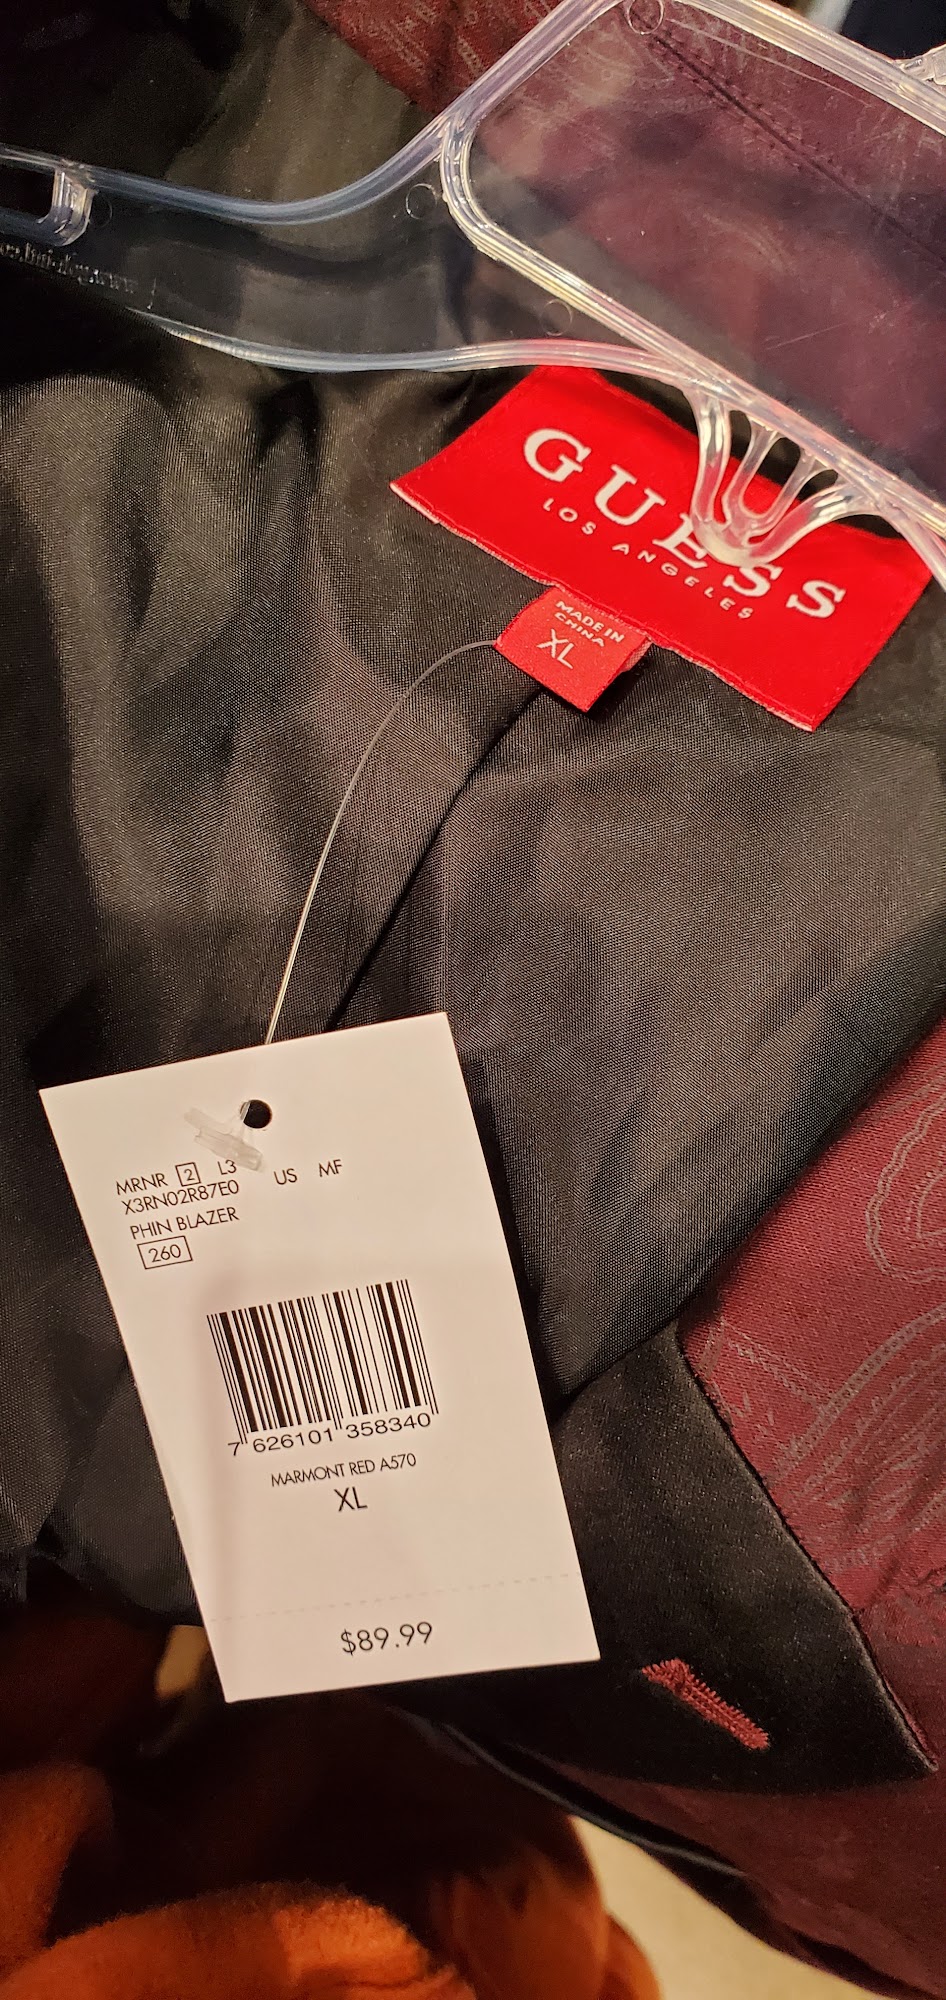 GUESS
LOS ANGELES
MADE IN
CHINA
XL
MRNR 2 L3 US MF
X3RN02R87E0
PHIN BLAZER
260
7 626101 358340
MARMONT RED A570
XL
$89.99